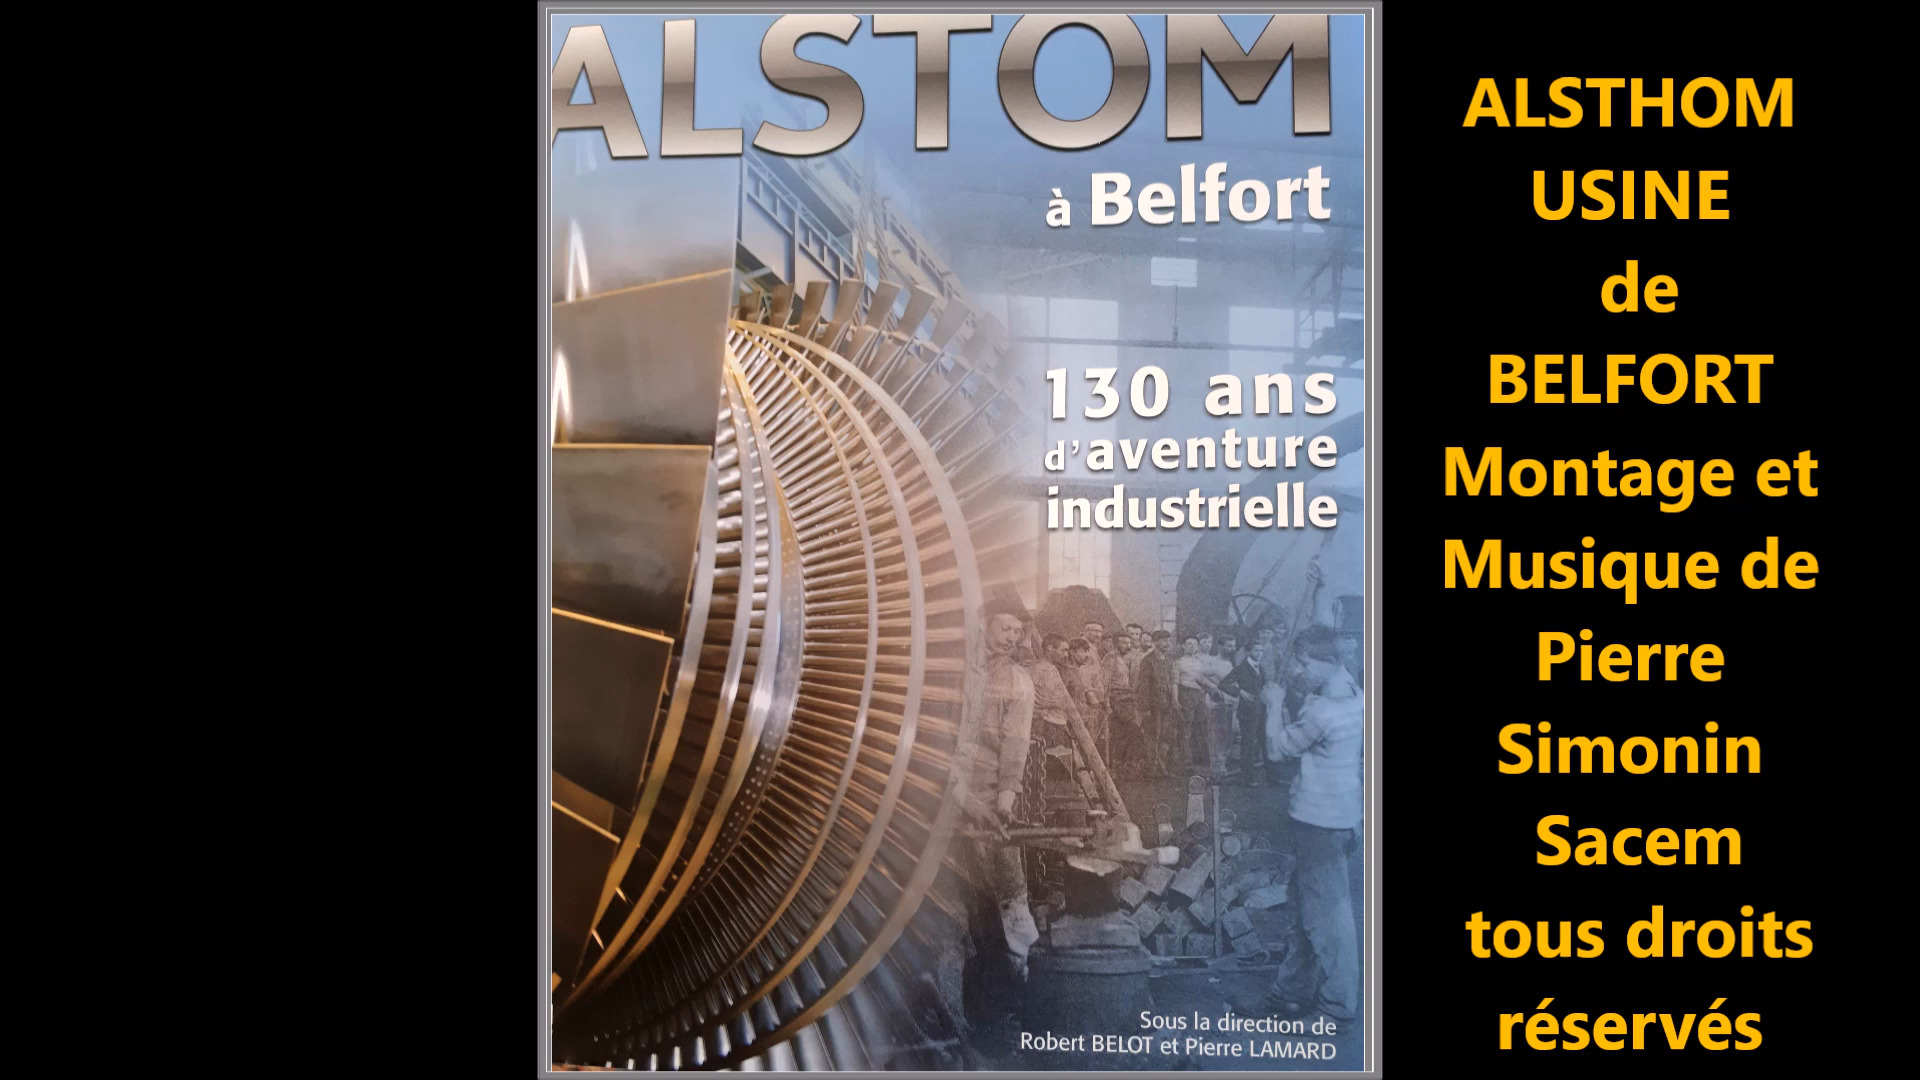 ALSTOM
à Belfort
130 ans
d'aventure
industrielle
Sous la direction de
Robert BELOT et Pierre LAMARD
ALSTHOM
USINE
de
BELFORT
Montage et
Musique de
Pierre
Simonin
Sacem
tous droits
réservés